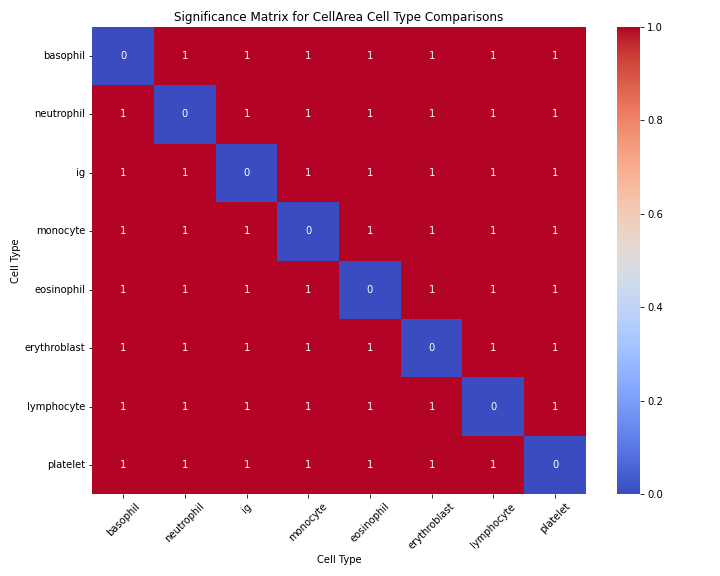 Significance Matrix for CellArea Cell Type Comparisons
Cell Type
basophil 0 1 1 1 1 1 1 1
neutrophil 1 0 1 1 1 1 1 1
ig 1 1 0 1 1 1 1 1
monocyte 1 1 1 0 1 1 1 1
eosinophil 1 1 1 1 0 1 1 1
erythroblast 1 1 1 1 1 0 1 1
lymphocyte 1 1 1 1 1 1 0 1
platelet 1 1 1 1 1 1 1 0
basophil neutrophil ig monocyte eosinophil erythroblast lymphocyte platelet
Cell Type
1.0
0.8
0.6
0.4
0.2
0.0